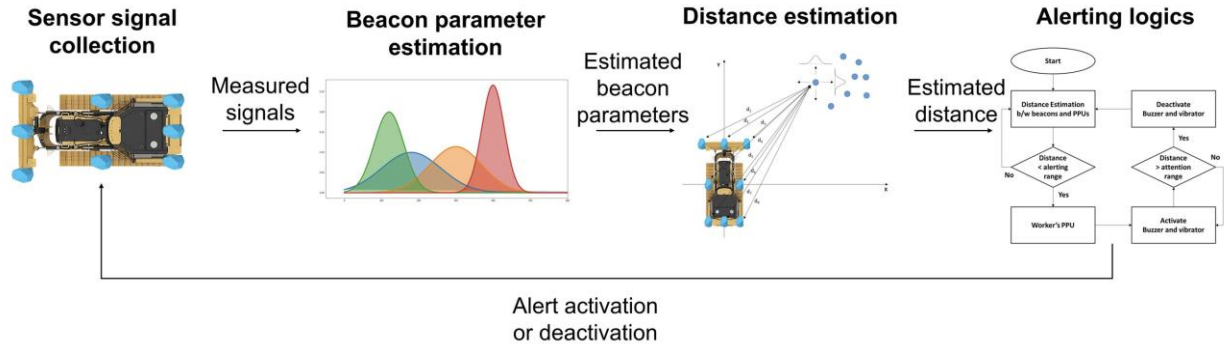 Sensor signal
collection
Beacon parameter
estimation
Distance estimation
Alerting logics
Measured
signals
Estimated
beacon
parameters
Estimated
distance
Y
X
d₁
Start
Distance Estimation
b/w beacons and PPUs
Deactivate
Buzzer and vibrator
Yes
Distance
< alerting
range
No
Yes
Distance
> attention
range
No
Worker's PPU
Activate
Buzzer and vibrator
Alert activation
or deactivation